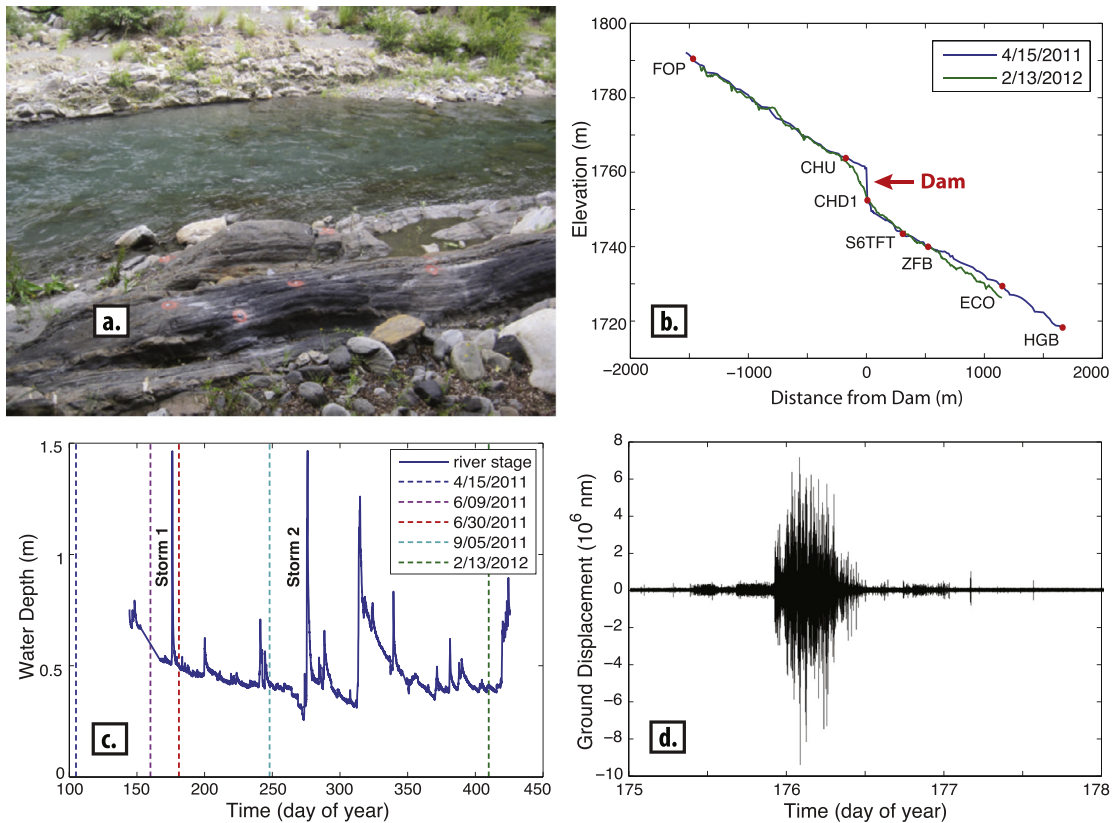 a.
1800
1780
1760
1740
1720
Elevation (m)
4/15/2011
2/13/2012
FOP
CHU
Dam
CHD1
S6TFT
ZFB
ECO
HGB
b.
−2000
−1000
0
1000
2000
Distance from Dam (m)
1.5
1
0.5
0
Water Depth (m)
river stage
4/15/2011
6/09/2011
6/30/2011
9/05/2011
2/13/2012
Storm 1
Storm 2
c.
100
150
200
250
300
350
400
450
Time (day of year)
8
6
4
2
0
−2
−4
−6
−8
−10
Ground Displacement (10⁶ nm)
d.
175
176
177
178
Time (day of year)